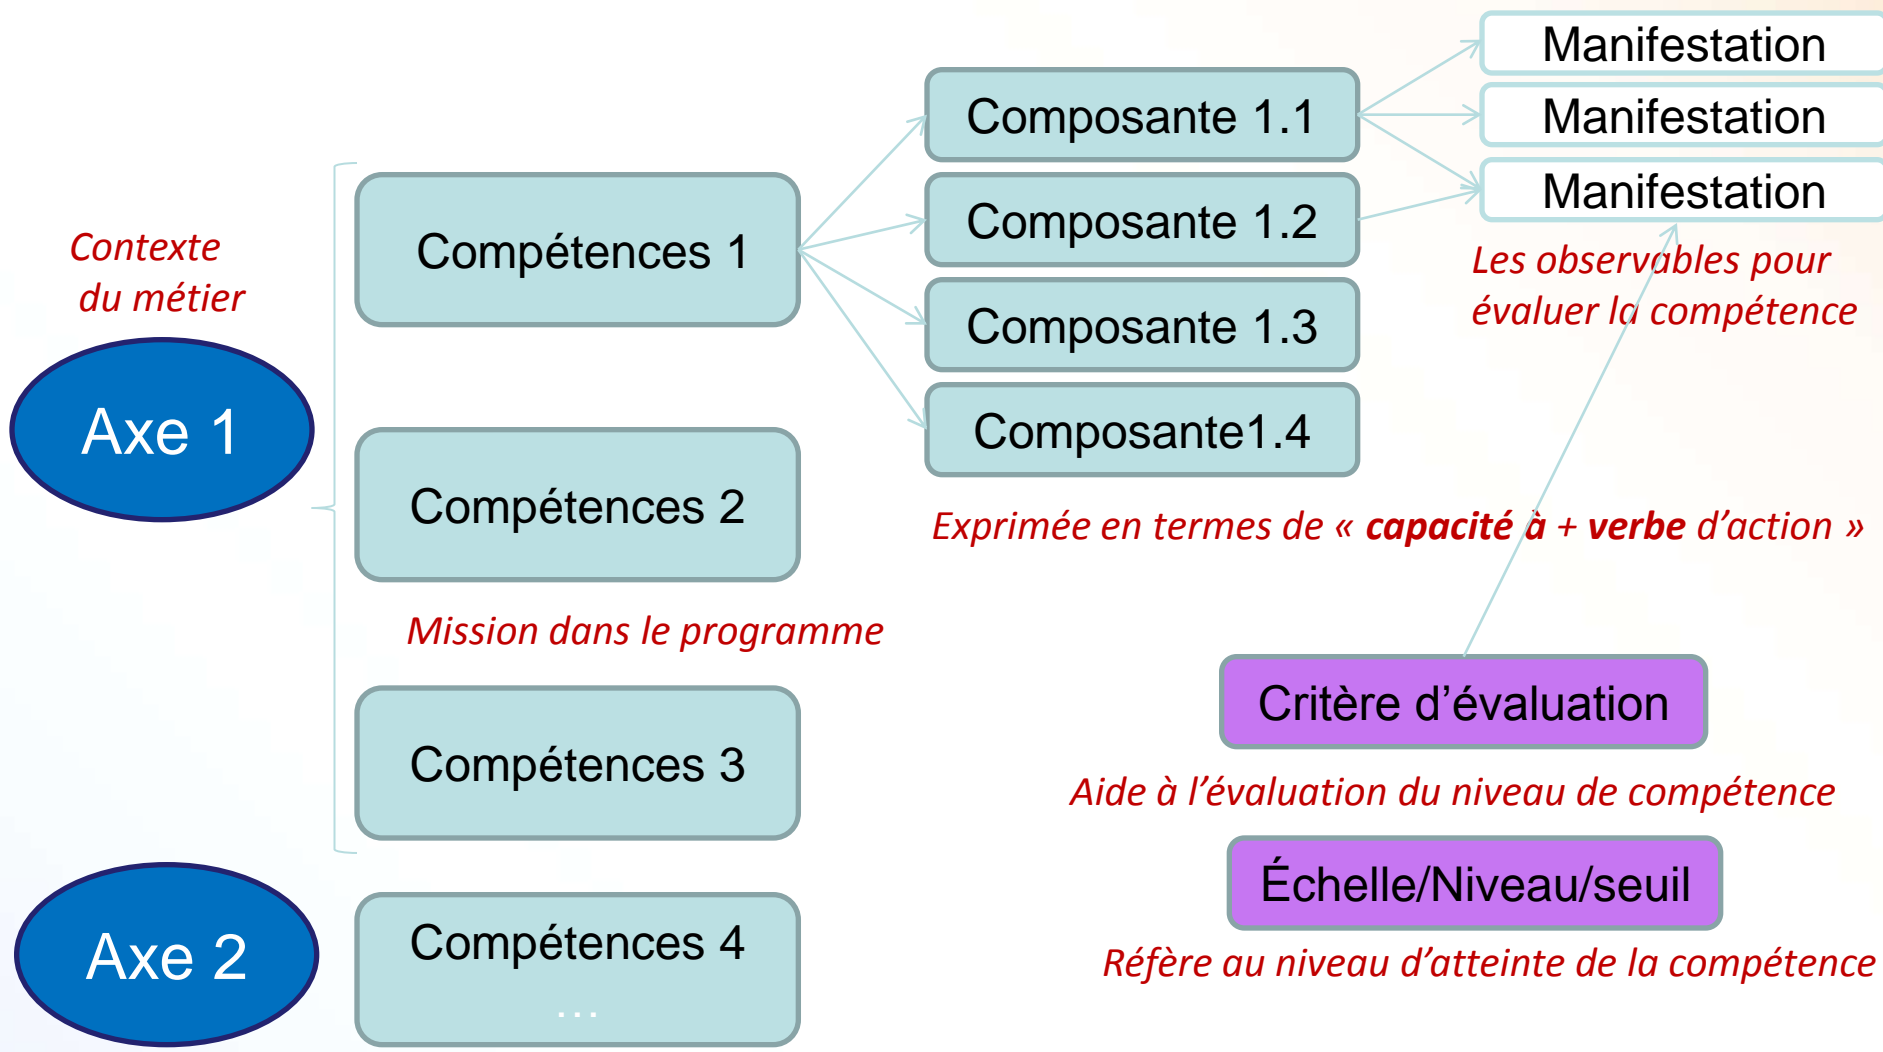 Contexte
du métier
Axe 1
Axe 2
Compétences 1
Compétences 2
Mission dans le programme
Compétences 3
Compétences 4
...
Composante 1.1
Composante 1.2
Composante 1.3
Composante1.4
Exprimée en termes de « capacité à + verbe d’action »
Manifestation
Manifestation
Manifestation
Les observables pour
évaluer la compétence
Critère d’évaluation
Aide à l’évaluation du niveau de compétence
Échelle/Niveau/seuil
Réfère au niveau d’atteinte de la compétence